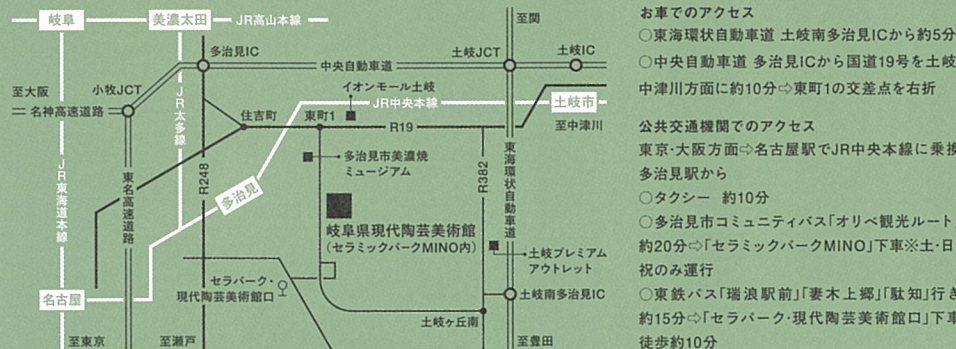 岐阜
美濃太田
JR高山本線
至関
多治見IC
土岐JCT
土岐IC
中央自動車道
至大阪
小牧JCT
イオンモール土岐
名神高速道路
JR太多線
JR中央本線
土岐市
住吉町
東町1
R19
至中津川
多治見市美濃焼
ミュージアム
JR東海道本線
東名高速道路
R248
R382
東海環状自動車道
多治見
岐阜県現代陶芸美術館
(セラミックパークMINO内)
土岐プレミアム
アウトレット
セラパーク・
現代陶芸美術館口
名古屋
土岐南多治見IC
土岐ヶ丘南
至東京
至瀬戸
至豊田
お車でのアクセス
○東海環状自動車道 土岐南多治見ICから約5分
○中央自動車道 多治見ICから国道19号を土岐
中津川方面に約10分⇨東町1の交差点を右折
公共交通機関でのアクセス
東京・大阪方面⇨名古屋駅でJR中央本線に乗換
多治見駅から
○タクシー 約10分
○多治見市コミュニティバス「オリベ観光ルート」
約20分⇨「セラミックパークMINO」下車※土・日
祝のみ運行
○東鉄バス「瑞浪駅前」「妻木上郷」「駄知」行き
約15分⇨「セラパーク・現代陶芸美術館口」下車
徒歩約10分